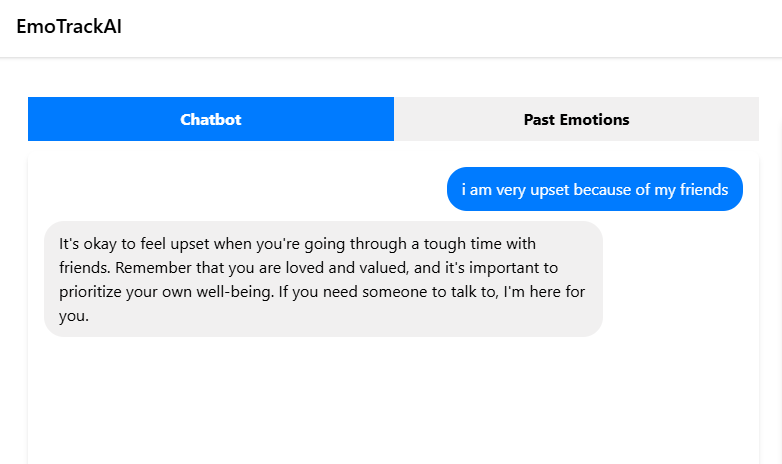 EmoTrackAI
Chatbot
Past Emotions
i am very upset because of my friends
It's okay to feel upset when you're going through a tough time with
friends. Remember that you are loved and valued, and it's important to
prioritize your own well-being. If you need someone to talk to, I'm here for
you.